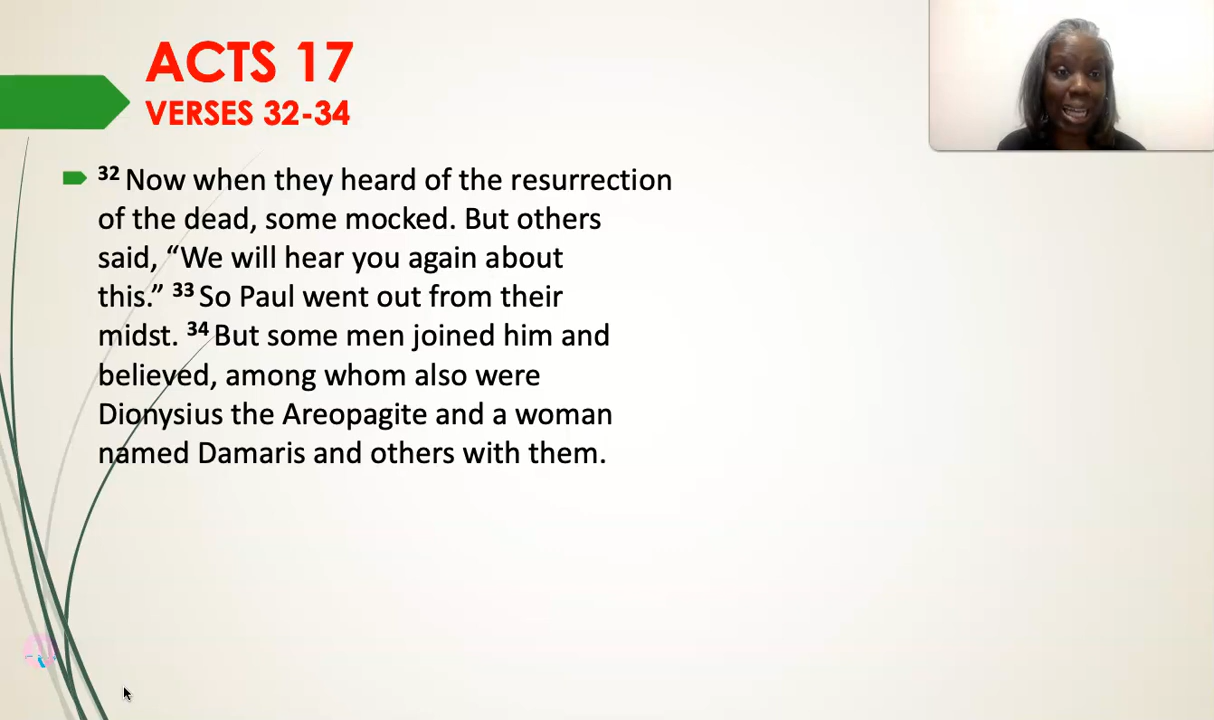 ACTS 17
VERSES 32-34
32 Now when they heard of the resurrection
of the dead, some mocked. But others
said, “We will hear you again about
this.” 33 So Paul went out from their
midst. 34 But some men joined him and
believed, among whom also were
Dionysius the Areopagite and a woman
named Damaris and others with them.